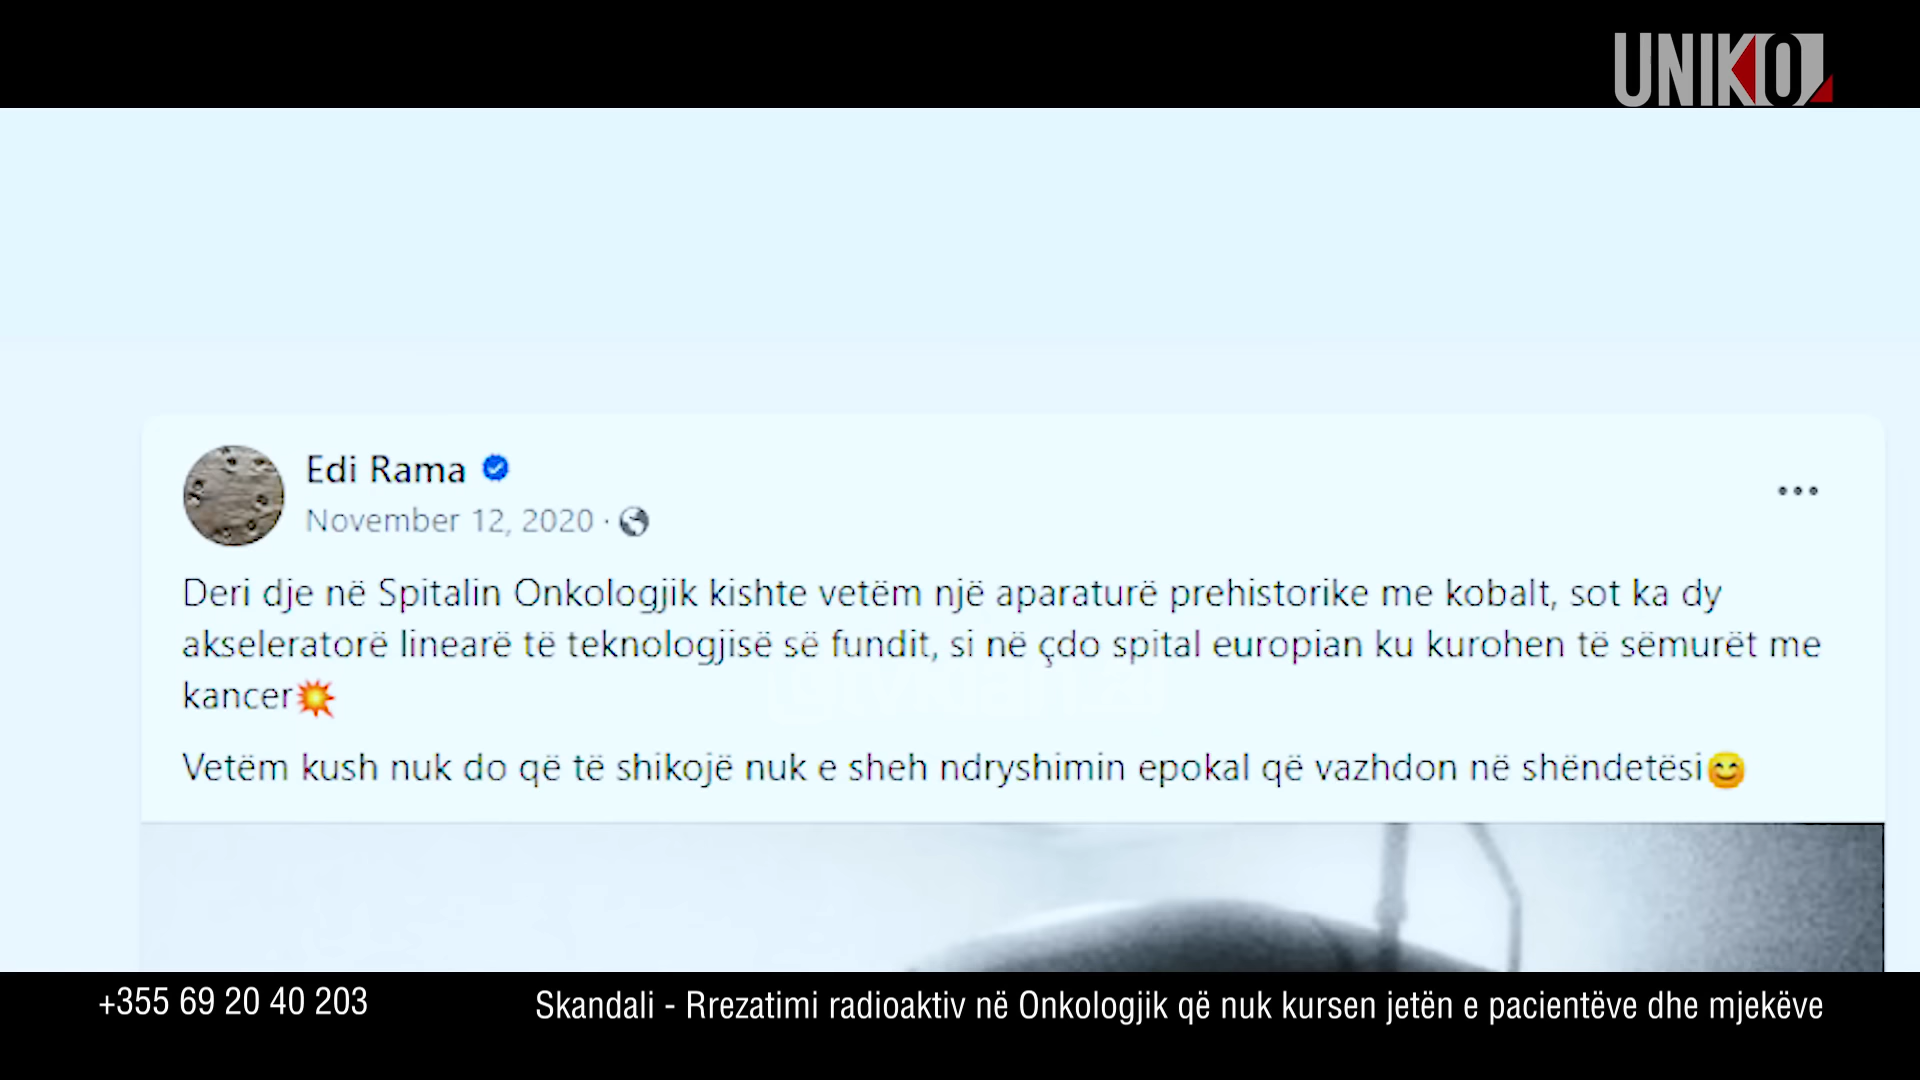 UNIKO
Edi Rama
November 12, 2020 ·
Deri dje në Spitalin Onkologjik kishte vetëm një aparaturë prehistorike me kobalt, sot ka dy
akseleratorë linearë të teknologjisë së fundit, si në çdo spital europian ku kurohen të sëmurët me
kancer💥
Vetëm kush nuk do që të shikojë nuk e sheh ndryshimin epokal që vazhdon në shëndetësi😊
+355 69 20 40 203
Skandali - Rrezatimi radioaktiv në Onkologjik që nuk kursen jetën e pacientëve dhe mjekëve